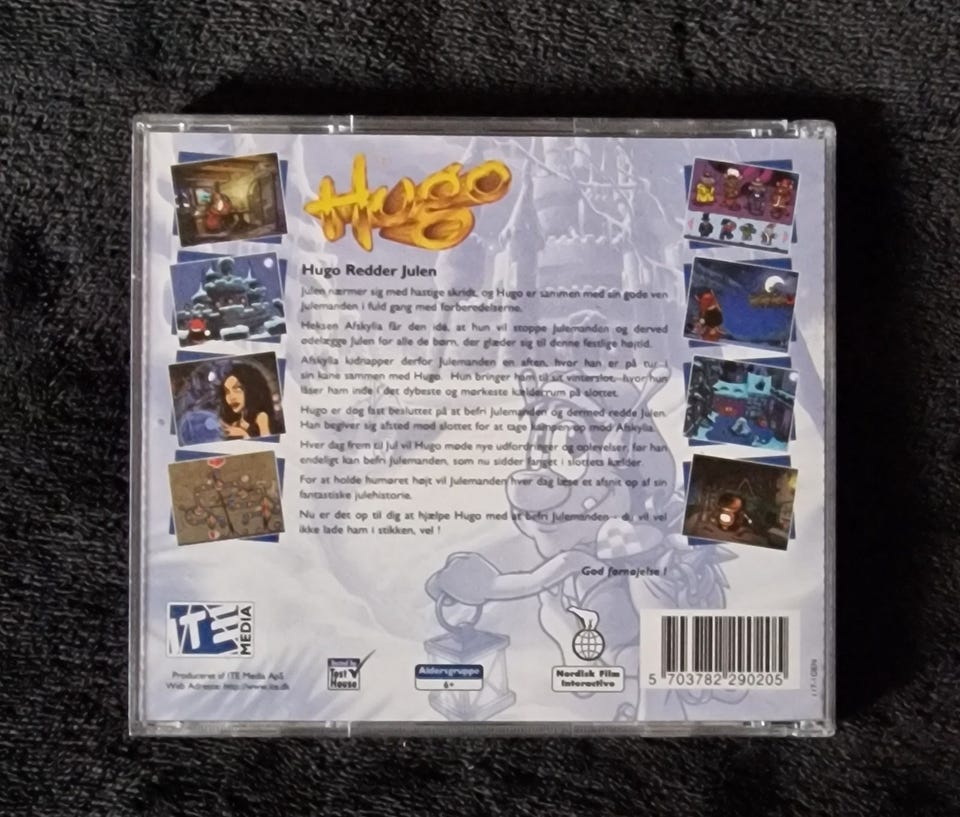 Hugo
Hugo Redder Julen
Julen nærmer sig med hastige skridt, og Hugo er sammen med sin gode ven
Julemanden i fuld gang med forberedelserne.
Heksen Afskylia får den idé, at hun vil stoppe Julemanden og derved
ødelægge Julen for alle de børn, der glæder sig til denne festlige højtid.
Afskylia kidnapper derfor Julemanden en aften, hvor han er på tur i
sin kane sammen med Hugo. Hun bringer ham til sit vinterslot, hvor hun
låser ham inde i det dybeste og mørkeste kælderrum på slottet.
Hugo er dog fast besluttet på at befri Julemanden og dermed redde Julen.
Han begiver sig afsted mod slottet for at tage kampen op mod Afskylia.
Hver dag frem til Jul vil Hugo møde nye udfordringer og oplevelser, før han
endeligt kan befri Julemanden, som nu sidder fanget i slottets kælder.
For at holde humøret højt vil Julemanden hver dag læse et afsnit op af sin
fantastiske julehistorie.
Nu er det op til dig at hjælpe Hugo med at befri Julemanden - du vil vel
ikke lade ham i stikken, vel !
God fornøjelse !
ITE MEDIA
Produceret af ITE Media ApS
Web Adresse: http://www.ite.dk
Tested by
Test
House
Aldersgruppe
6+
Nordisk Film
Interactive
5 703782 290205